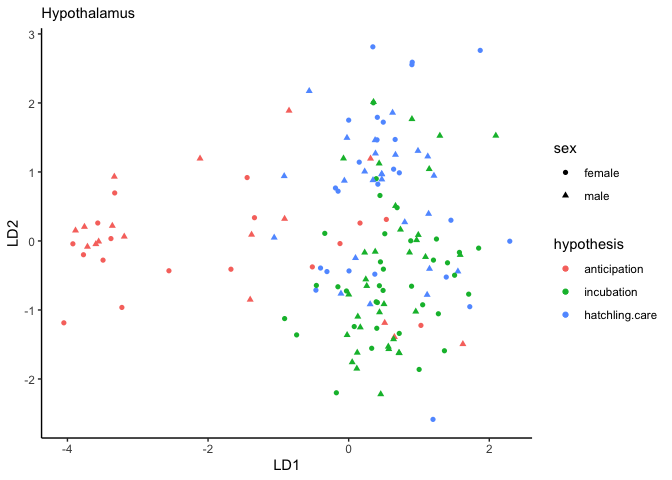 Hypothalamus
3
2
1
0
-1
-2
LD2
-4
-2
0
2
LD1
sex
female
male
hypothesis
anticipation
incubation
hatchling.care